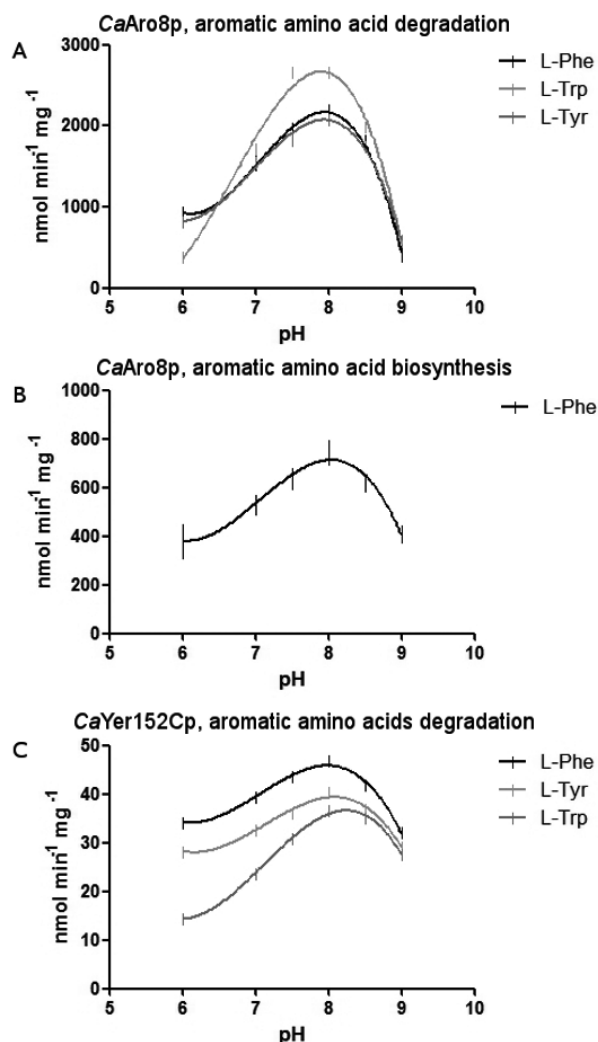 CaAro8p, aromatic amino acid degradation
A
3000
2000
1000
0
nmol min⁻¹ mg ⁻¹
5 6 7 8 9 10
pH
L-Phe
L-Trp
L-Tyr
CaAro8p, aromatic amino acid biosynthesis
B
1000
800
600
400
200
0
nmol min⁻¹ mg ⁻¹
5 6 7 8 9 10
pH
L-Phe
CaYer152Cp, aromatic amino acids degradation
C
50
40
30
20
10
0
nmol min⁻¹ mg ⁻¹
5 6 7 8 9 10
pH
L-Phe
L-Tyr
L-Trp